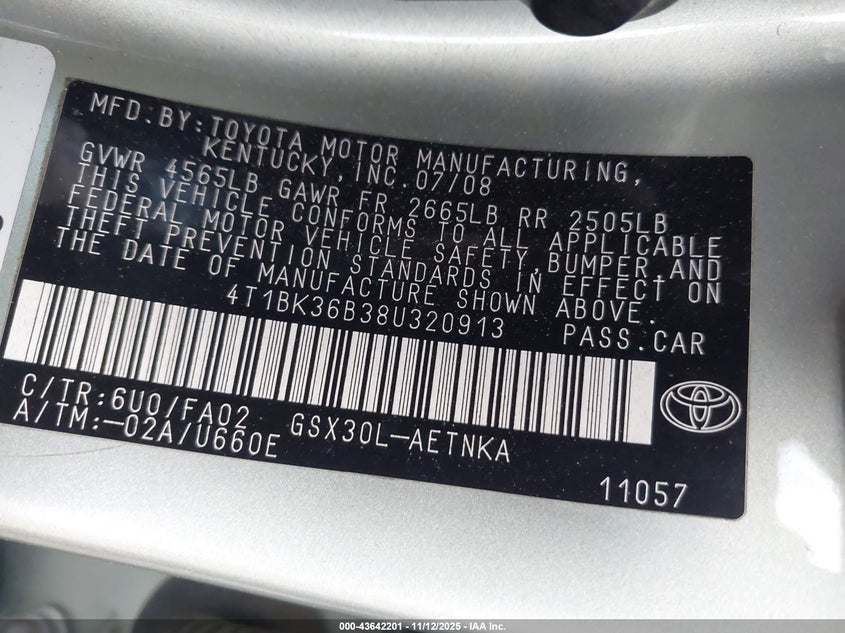 MFD.BY:TOYOTA MOTOR MANUFACTURING,
KENTUCKY,INC.07/08
GVWR 4565LB GAWR FR 2665LB RR 2505LB
THIS VEHICLE CONFORMS TO ALL APPLICABLE
FEDERAL MOTOR VEHICLE SAFETY,BUMPER,AND
THEFT PREVENTION STANDARDS IN EFFECT ON
THE DATE OF MANUFACTURE SHOWN ABOVE.
4T1BK36B38U320913 PASS.CAR
C/TR:6U0/FA02 GSX30L-AETNKA
A/TM:-02A/U660E
11057
000-43642201 - 11/12/2025 - IAA Inc.